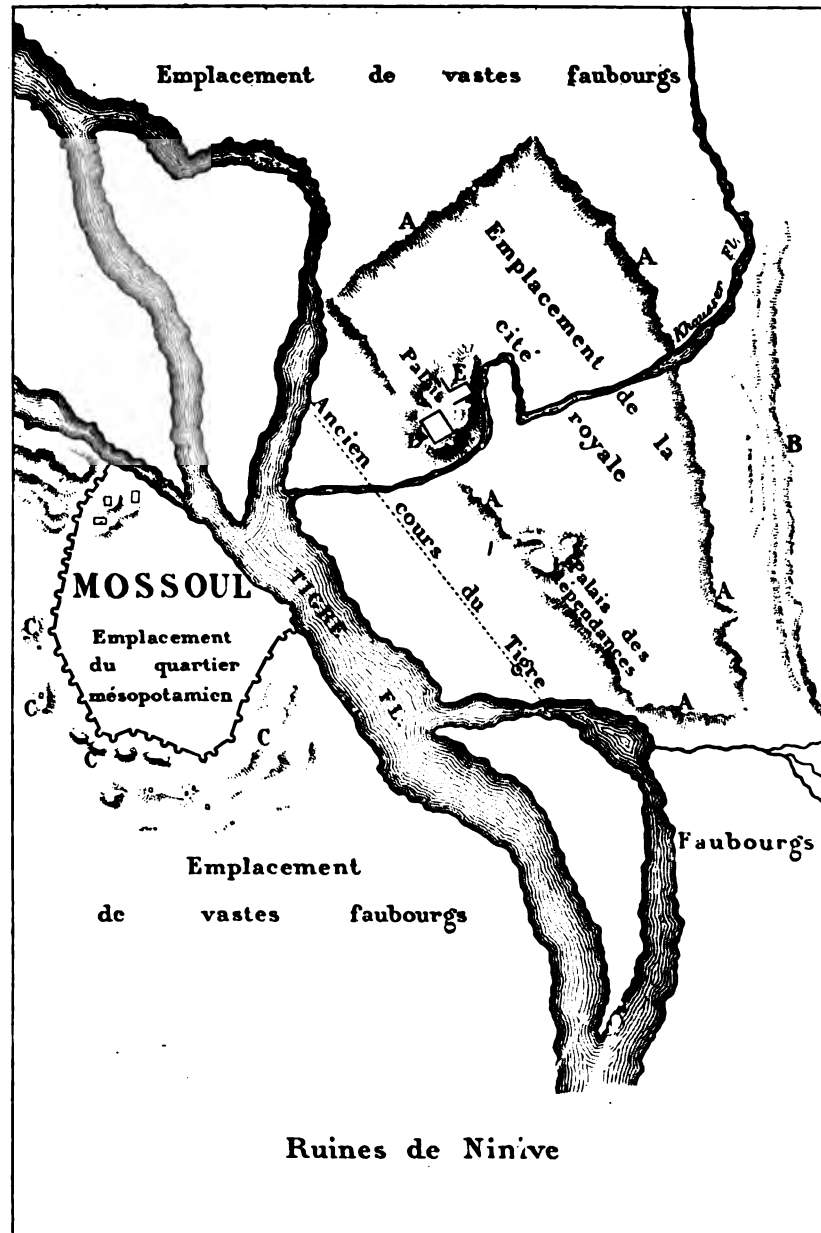 Emplacement de vastes faubourgs
A
A
Emplacement de la
cité royale
Khausser Fl.
Palais
E
D
B
Ancien cours du Tigre
A
MOSSOUL
Emplacement
du quartier
mésopotamien
TIGRE FL.
Palais des
dépendances
A
A
C
C
C
C
Faubourgs
Emplacement
de vastes faubourgs
Ruines de Ninive